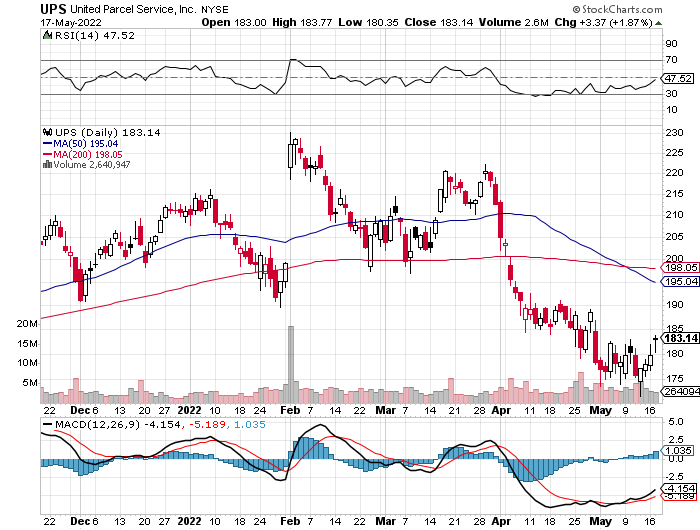 UPS United Parcel Service, Inc. NYSE © StockCharts.com
17-May-2022 Open 183.00 High 183.77 Low 180.35 Close 183.14 Volume 2.6M Chg +3.37 (+1.87%)
RSI(14) 47.52
90
70
47.52
30
10
UPS (Daily) 183.14
MA(50) 195.04
MA(200) 198.05
Volume 2,640,947
230
225
220
215
210
205
200
198.05
195.04
190
185
183.14
180
175
20M
15M
10M
5M
2640947
22 Dec 6 13 20 27 2022 10 18 24 Feb 7 14 22 Mar 7 14 21 28 Apr 11 18 25 May 9 16
MACD(12,26,9) -4.154, -5.189, 1.035
5.0
2.5
1.035
0.0
-2.5
-4.154
-5.189
22 Dec 6 13 20 27 2022 10 18 24 Feb 7 14 22 Mar 7 14 21 28 Apr 11 18 25 May 9 16